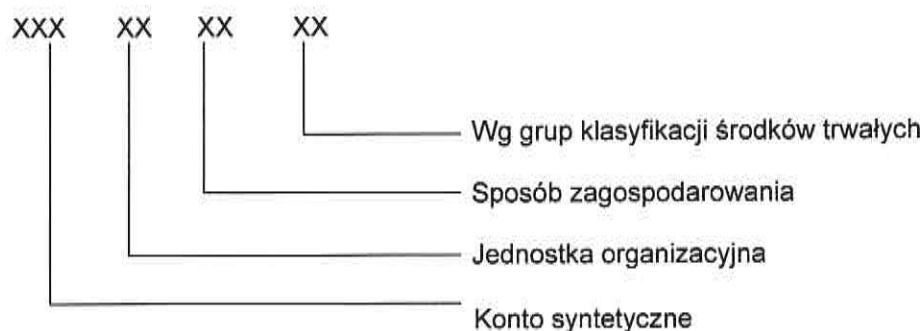 XXX XX XX XX
Wg grup klasyfikacji środków trwałych
Sposób zagospodarowania
Jednostka organizacyjna
Konto syntetyczne